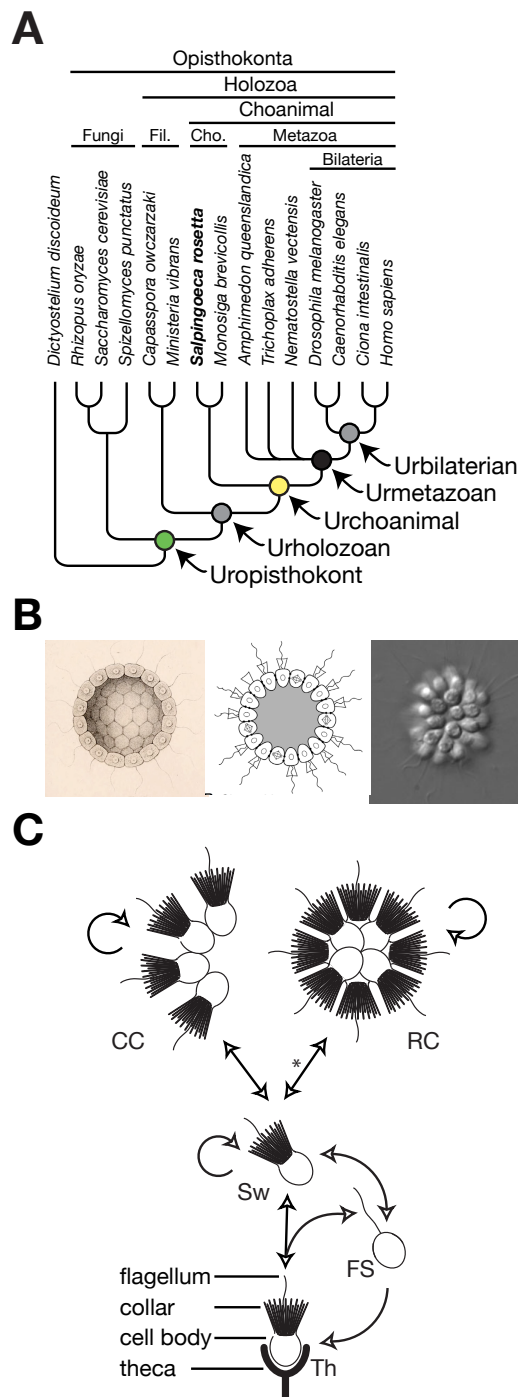 A
Opisthokonta
Holozoa
Choanimal
Fungi Fil. Cho. Metazoa
Bilateria
Dictyostelium discoideum
Rhizopus oryzae
Saccharomyces cerevisiae
Spizellomyces punctatus
Capasspora owczarzaki
Ministeria vibrans
Salpingoeca rosetta
Monosiga brevicollis
Amphimedon queenslandica
Trichoplax adherens
Nematostella vectensis
Drosophila melanogaster
Caenorhabditis elegans
Ciona intestinalis
Homo sapiens
Urbilaterian
Urmetazoan
Urchoanimal
Urholozoan
Uropisthokont
B
C
CC
RC
*
Sw
FS
flagellum
collar
cell body
theca
Th